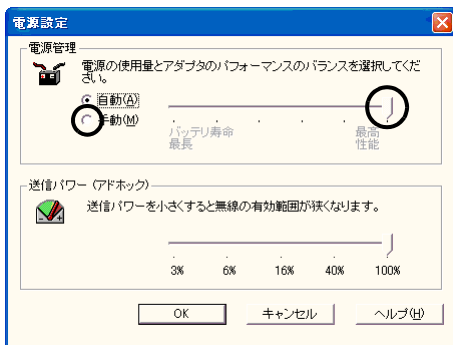 電源設定
電源管理
電源の使用量とアダプタのパフォーマンスのバランスを選択してくだ
さい。
自動(A)
手動(M)
バッテリ寿命
最長
最高
性能
送信パワー (アドホック)
送信パワーを小さくすると無線の有効範囲が狭くなります。
3% 6% 16% 40% 100%
OK キャンセル ヘルプ(H)